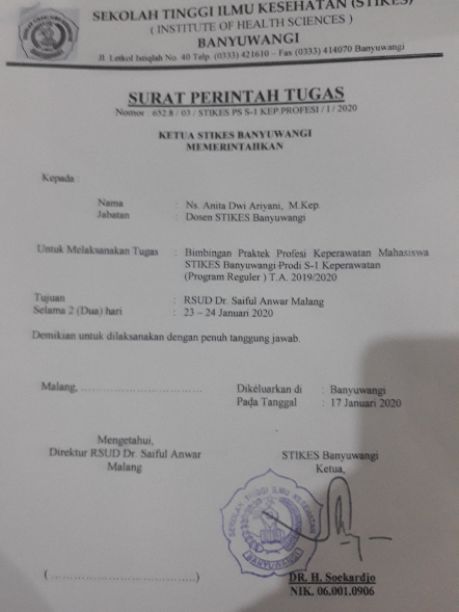 SEKOLAH TINGGI ILMU KESEHATAN (STIKES)
( INSTITUTE OF HEALTH SCIENCES )
BANYUWANGI
Jl. Letkol Istiqlah No. 40 Telp. (0333) 421610 – Fax (0333) 414070 Banyuwangi
SURAT PERINTAH TUGAS
Nomor : 652.8 / 03 / STIKES PS S-1 KEP.PROFESI / I / 2020
KETUA STIKES BANYUWANGI
MEMERINTAHKAN
Kepada :
Nama : Ns. Anita Dwi Ariyani, M.Kep.
Jabatan : Dosen STIKES Banyuwangi
Untuk Melaksanakan Tugas : Bimbingan Praktek Profesi Keperawatan Mahasiswa
STIKES Banyuwangi Prodi S-1 Keperawatan
(Program Reguler ) T.A. 2019/2020
Tujuan : RSUD Dr. Saiful Anwar Malang
Selama 2 (Dua) hari : 23 – 24 Januari 2020
Demikian untuk dilaksanakan dengan penuh tanggung jawab.
Malang, ................................
Dikeluarkan di : Banyuwangi
Pada Tanggal : 17 Januari 2020
Mengetahui,
Direktur RSUD Dr. Saiful Anwar
Malang
STIKES Banyuwangi
Ketua,
SEKOLAH TINGGI ILMU KESEHATAN
BANYUWANGI
(........................................)
DR. H. Soekardjo
NIK. 06.001.0906